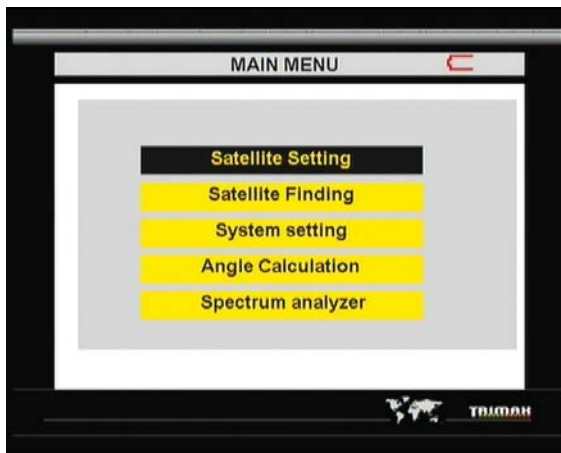 MAIN MENU
Satellite Setting
Satellite Finding
System setting
Angle Calculation
Spectrum analyzer
TRIMAX